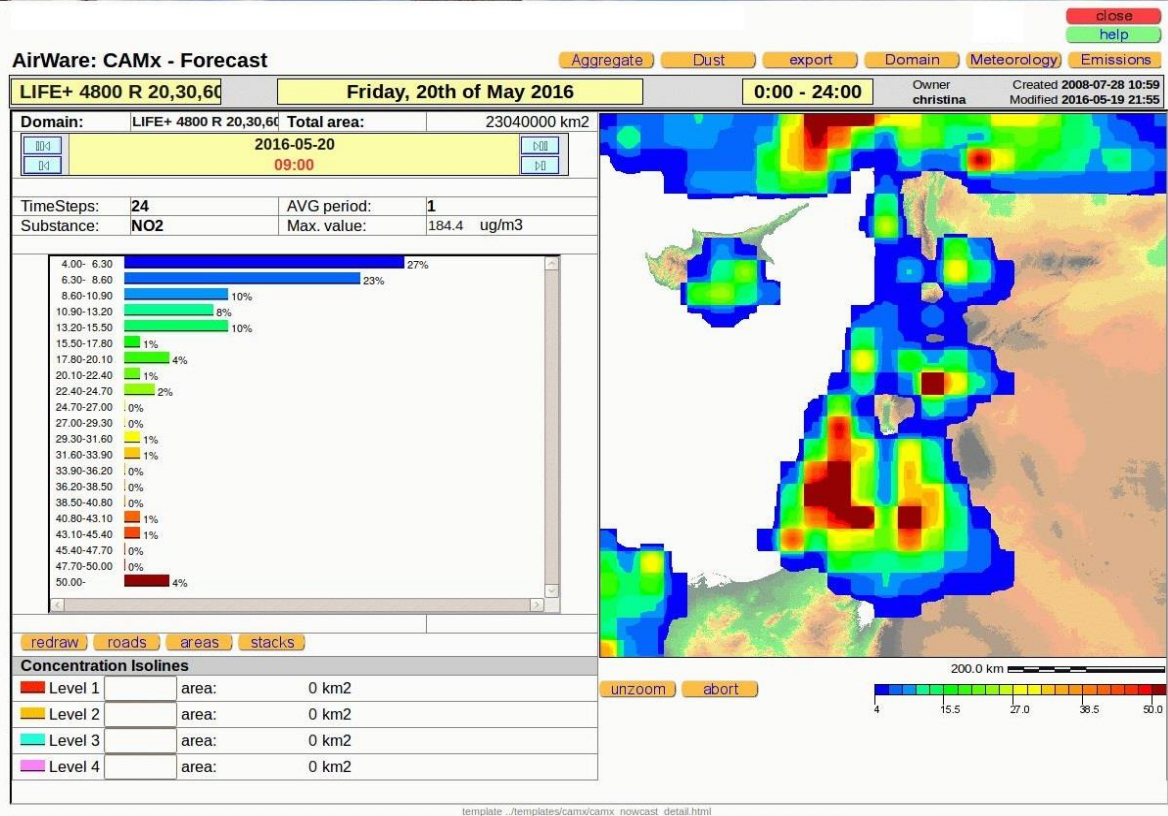 close
help
AirWare: CAMx - Forecast
Aggregate Dust export Domain Meteorology Emissions
LIFE+ 4800 R 20,30,60 Friday, 20th of May 2016 0:00 - 24:00 Owner Created 2008-07-28 10:59
christina Modified 2016-05-19 21:55
Domain: LIFE+ 4800 R 20,30,60 Total area: 23040000 km2
2016-05-20
09:00
TimeSteps: 24 AVG period: 1
Substance: NO2 Max. value: 184.4 ug/m3
4.00- 6.30 27%
6.30- 8.60 23%
8.60-10.90 10%
10.90-13.20 8%
13.20-15.50 10%
15.50-17.80 1%
17.80-20.10 4%
20.10-22.40 1%
22.40-24.70 2%
24.70-27.00 0%
27.00-29.30 0%
29.30-31.60 1%
31.60-33.90 1%
33.90-36.20 0%
36.20-38.50 0%
38.50-40.80 0%
40.80-43.10 1%
43.10-45.40 1%
45.40-47.70 0%
47.70-50.00 0%
50.00- 4%
redraw roads areas stacks
Concentration Isolines
Level 1 area: 0 km2
Level 2 area: 0 km2
Level 3 area: 0 km2
Level 4 area: 0 km2
200.0 km
unzoom abort
4 15.5 27.0 38.5 50.0
template ../templates/camx/camx_nowcast_detail.html